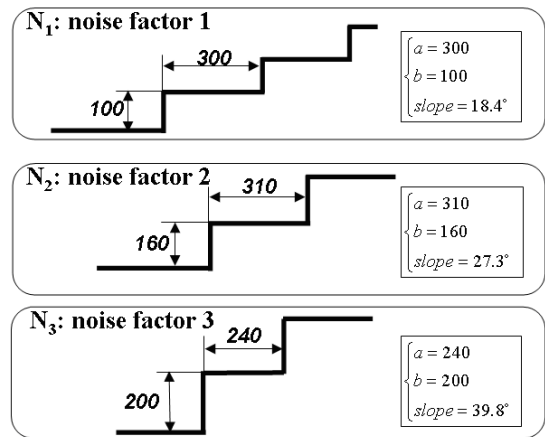 N₁: noise factor 1
300
100
a = 300
b = 100
slope = 18.4°
N₂: noise factor 2
310
160
a = 310
b = 160
slope = 27.3°
N₃: noise factor 3
240
200
a = 240
b = 200
slope = 39.8°